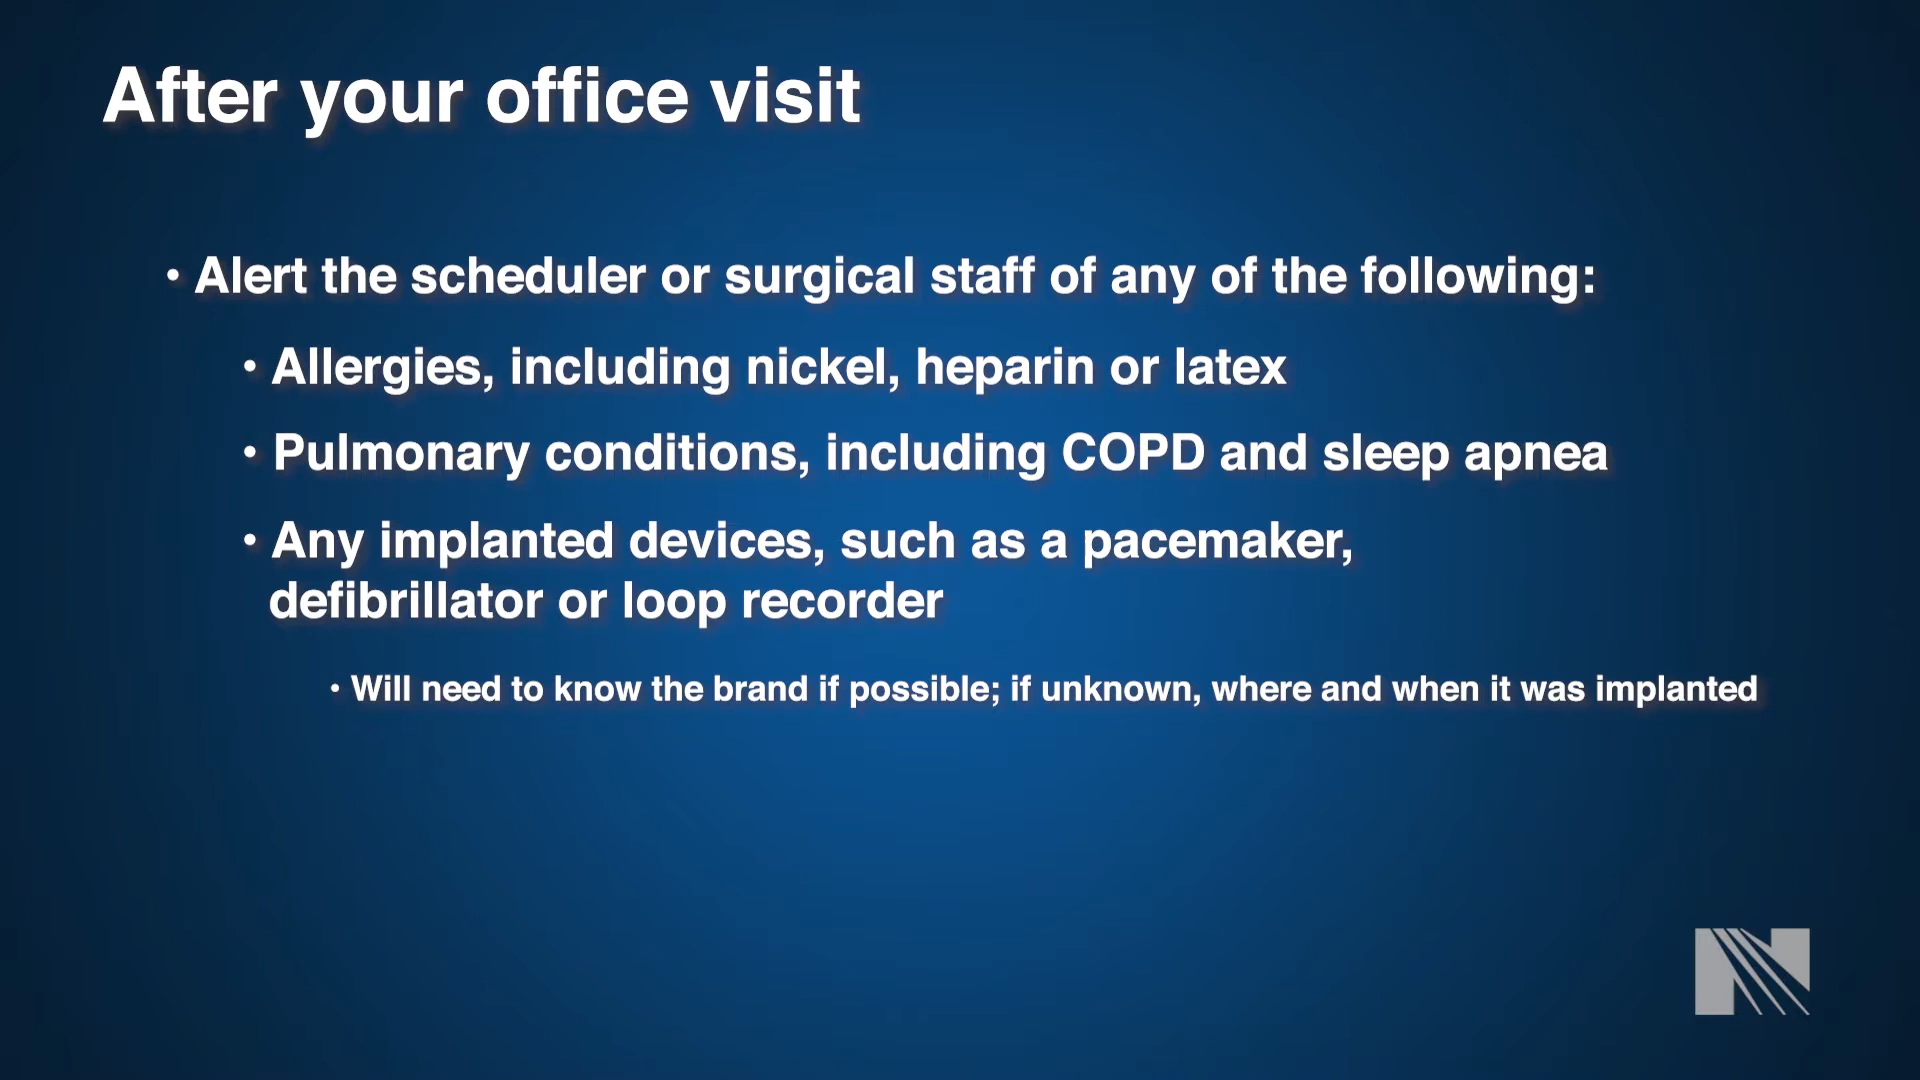 After your office visit
• Alert the scheduler or surgical staff of any of the following:
• Allergies, including nickel, heparin or latex
• Pulmonary conditions, including COPD and sleep apnea
• Any implanted devices, such as a pacemaker,
defibrillator or loop recorder
• Will need to know the brand if possible; if unknown, where and when it was implanted
N